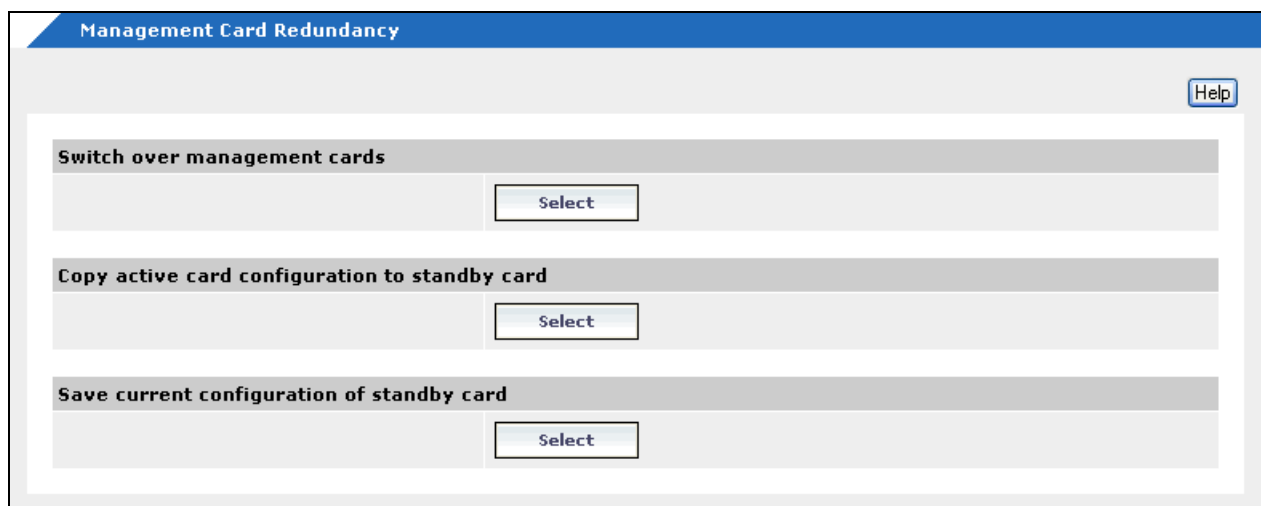 Management Card Redundancy
Help
Switch over management cards
Select
Copy active card configuration to standby card
Select
Save current configuration of standby card
Select